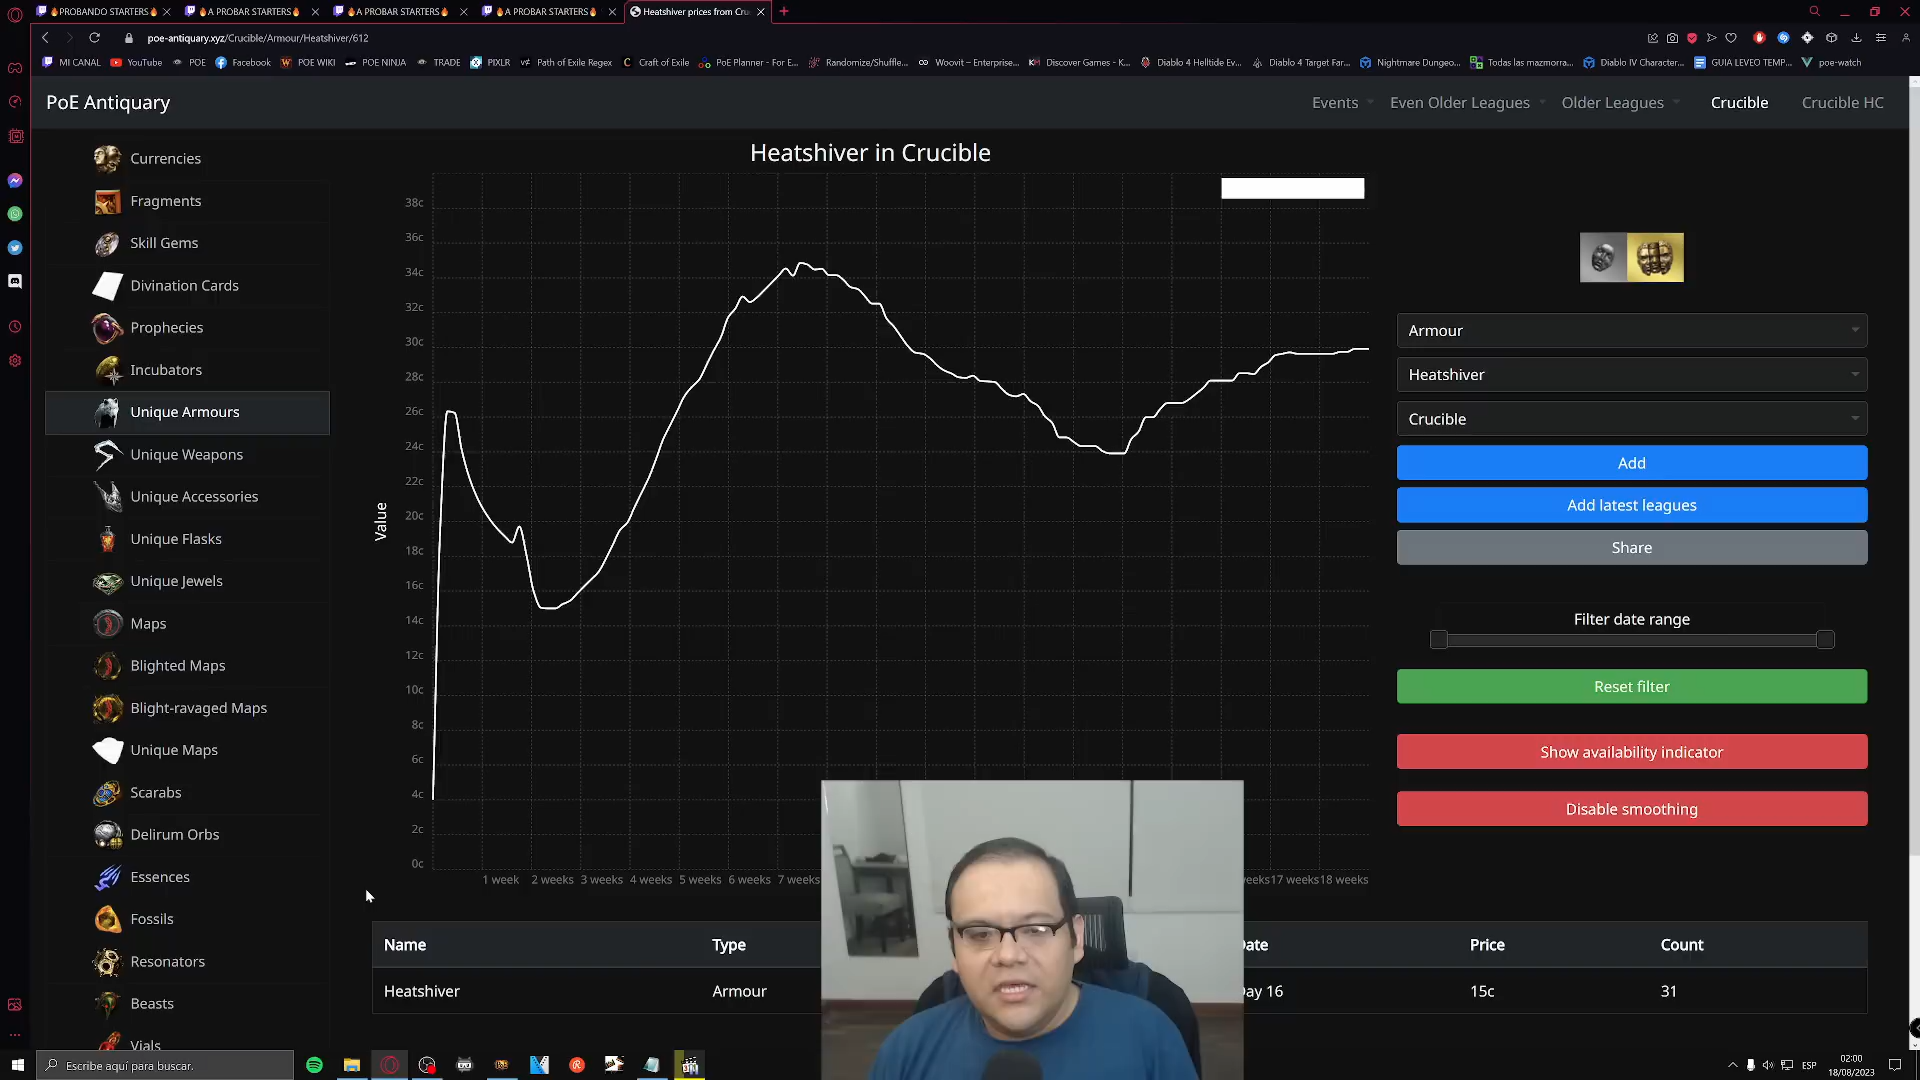 🔥PROBANDO STARTERS🔥
🔥A PROBAR STARTERS🔥
🔥A PROBAR STARTERS🔥
🔥A PROBAR STARTERS🔥
Heatshiver prices from Cru
poe-antiquary.xyz/Crucible/Armour/Heatshiver/612
MI CANAL
YouTube
POE
Facebook
POE WIKI
POE NINJA
TRADE
PIXLR
Path of Exile Regex
Craft of Exile
PoE Planner - For E...
Randomize/Shuffle...
Woovit – Enterprise...
Discover Games - K...
Diablo 4 Helltide Ev...
Diablo 4 Target Far...
Nightmare Dungeo...
Todas las mazmorra...
Diablo IV Character...
GUIA LEVEO TEMP...
poe-watch
PoE Antiquary
Events
Even Older Leagues
Older Leagues
Crucible
Crucible HC
Currencies
Fragments
Skill Gems
Divination Cards
Prophecies
Incubators
Unique Armours
Unique Weapons
Unique Accessories
Unique Flasks
Unique Jewels
Maps
Blighted Maps
Blight-ravaged Maps
Unique Maps
Scarabs
Delirum Orbs
Essences
Fossils
Resonators
Beasts
Vials
Heatshiver in Crucible
38c
36c
34c
32c
30c
28c
26c
24c
22c
20c
18c
16c
14c
12c
10c
8c
6c
4c
2c
0c
Value
1 week
2 weeks
3 weeks
4 weeks
5 weeks
6 weeks
7 weeks
17 weeks
18 weeks
Armour
Heatshiver
Crucible
Add
Add latest leagues
Share
Filter date range
Reset filter
Show availability indicator
Disable smoothing
Name
Type
Date
Price
Count
Heatshiver
Armour
Day 16
15c
31
Escribe aquí para buscar.
ESP
02:00
18/08/2023